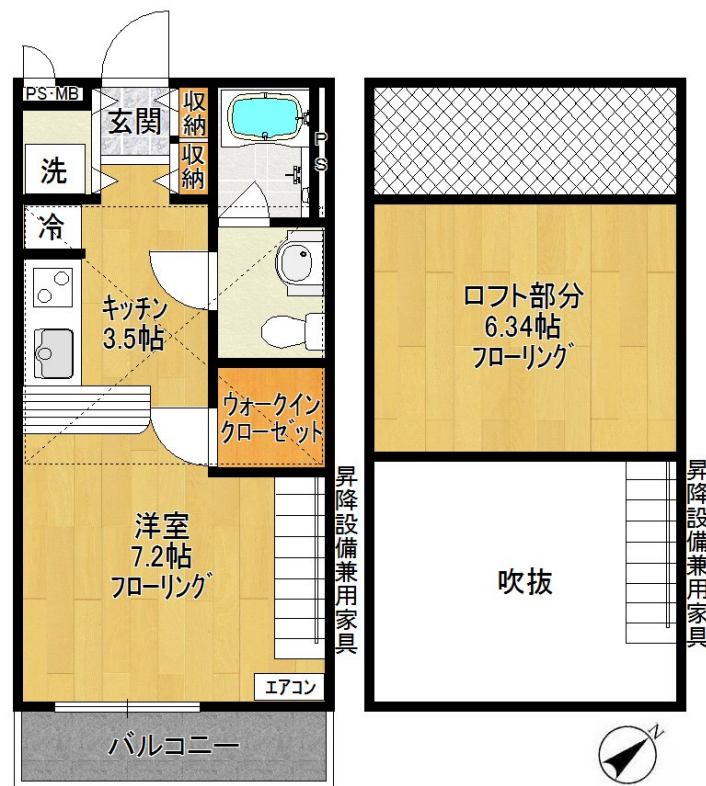 PS・MB
玄関
収納
収納
PS
洗
冷
キッチン
3.5帖
ウォークイン
クローゼット
洋室
7.2帖
フローリング
昇降設備兼用家具
エアコン
バルコニー
ロフト部分
6.34帖
フローリング
吹抜
昇降設備兼用家具
N